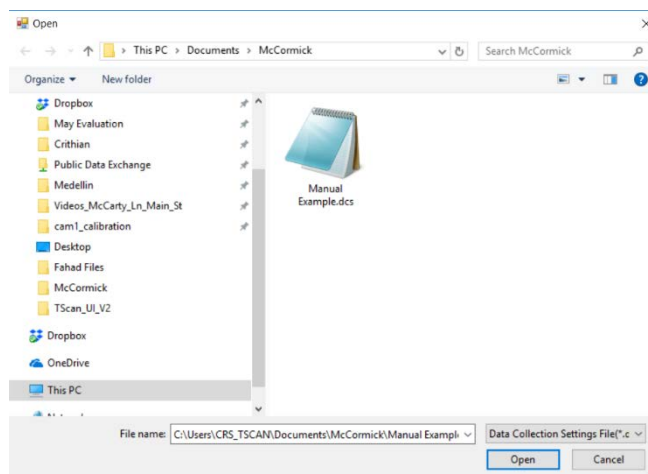 Open
This PC > Documents > McCormick
Search McCormick
Organize
New folder
Dropbox
May Evaluation
Crithian
Public Data Exchange
Medellin
Videos_McCarty_Ln_Main_St
cam1_calibration
Desktop
Fahad Files
McCormick
TScan_UI_V2
Dropbox
OneDrive
This PC
Manual
Example.dcs
File name: C:\Users\CRS_TSCAN\Documents\McCormick\Manual Exampl
Data Collection Settings File(*.c
Open
Cancel